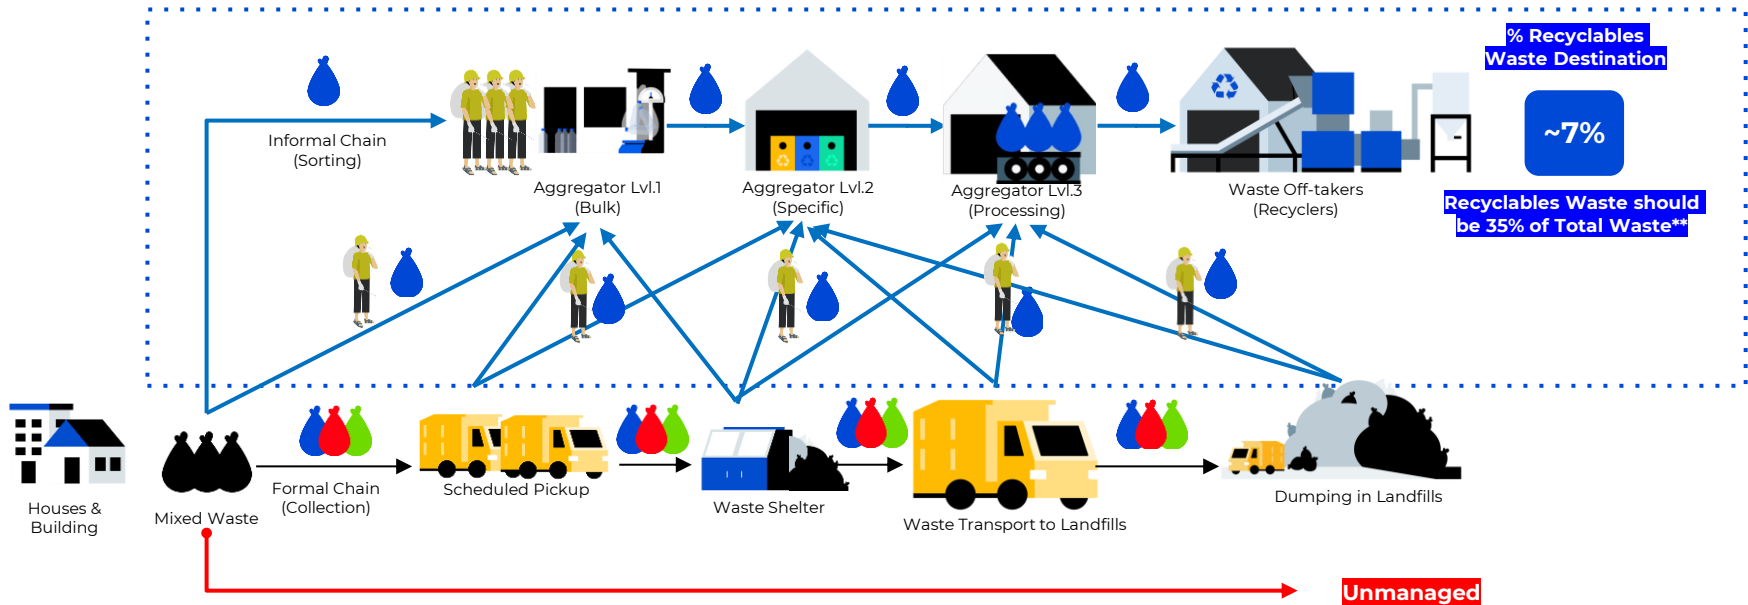 % Recyclables
Waste Destination
~7%
Recyclables Waste should
be 35% of Total Waste**
Informal Chain
(Sorting)
Aggregator Lvl.1
(Bulk)
Aggregator Lvl.2
(Specific)
Aggregator Lvl.3
(Processing)
Waste Off-takers
(Recyclers)
Houses &
Building
Mixed Waste
Formal Chain
(Collection)
Scheduled Pickup
Waste Shelter
Waste Transport to Landfills
Dumping in Landfills
Unmanaged